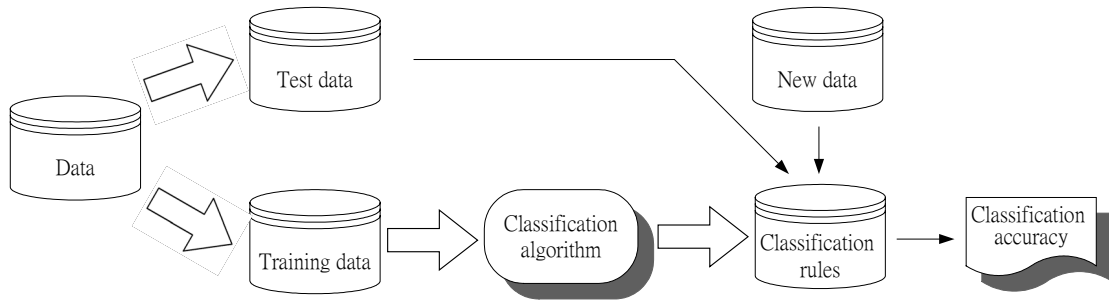 Test data
New data
Data
Training data
Classification
algorithm
Classification
rules
Classification
accuracy